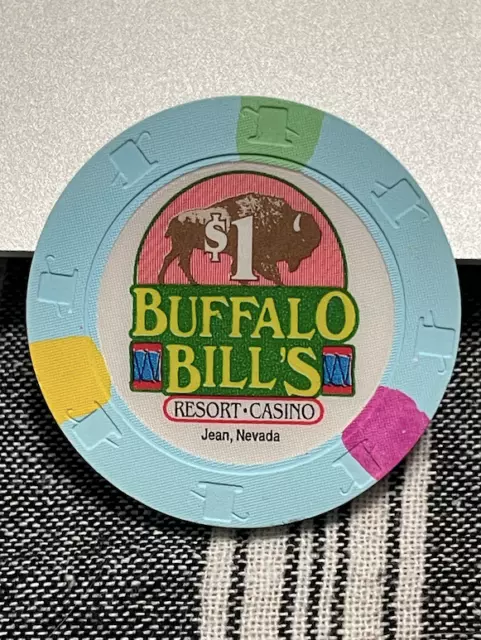 $1
BUFFALO
BILL'S
RESORT • CASINO
Jean, Nevada